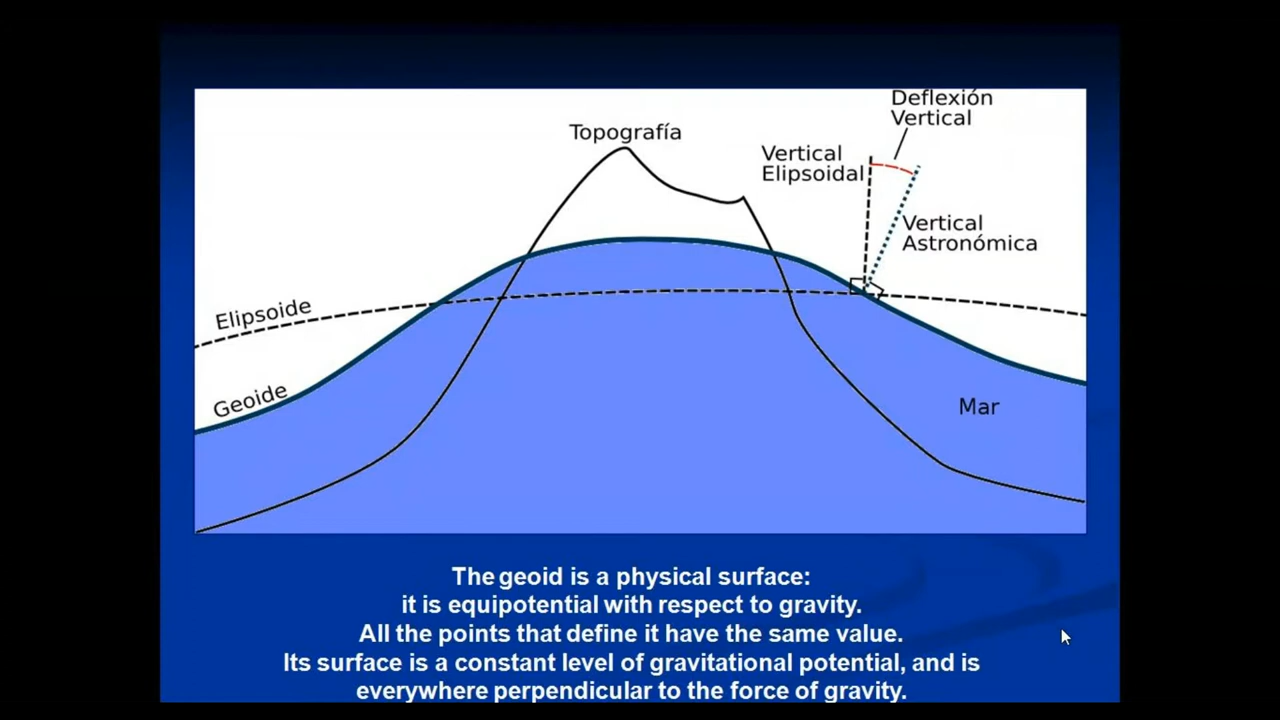 Deflexión
Vertical
Topografía
Vertical
Elipsoidal
Vertical
Astronómica
Elipsoide
Geoide
Mar
The geoid is a physical surface:
it is equipotential with respect to gravity.
All the points that define it have the same value.
Its surface is a constant level of gravitational potential, and is
everywhere perpendicular to the force of gravity.